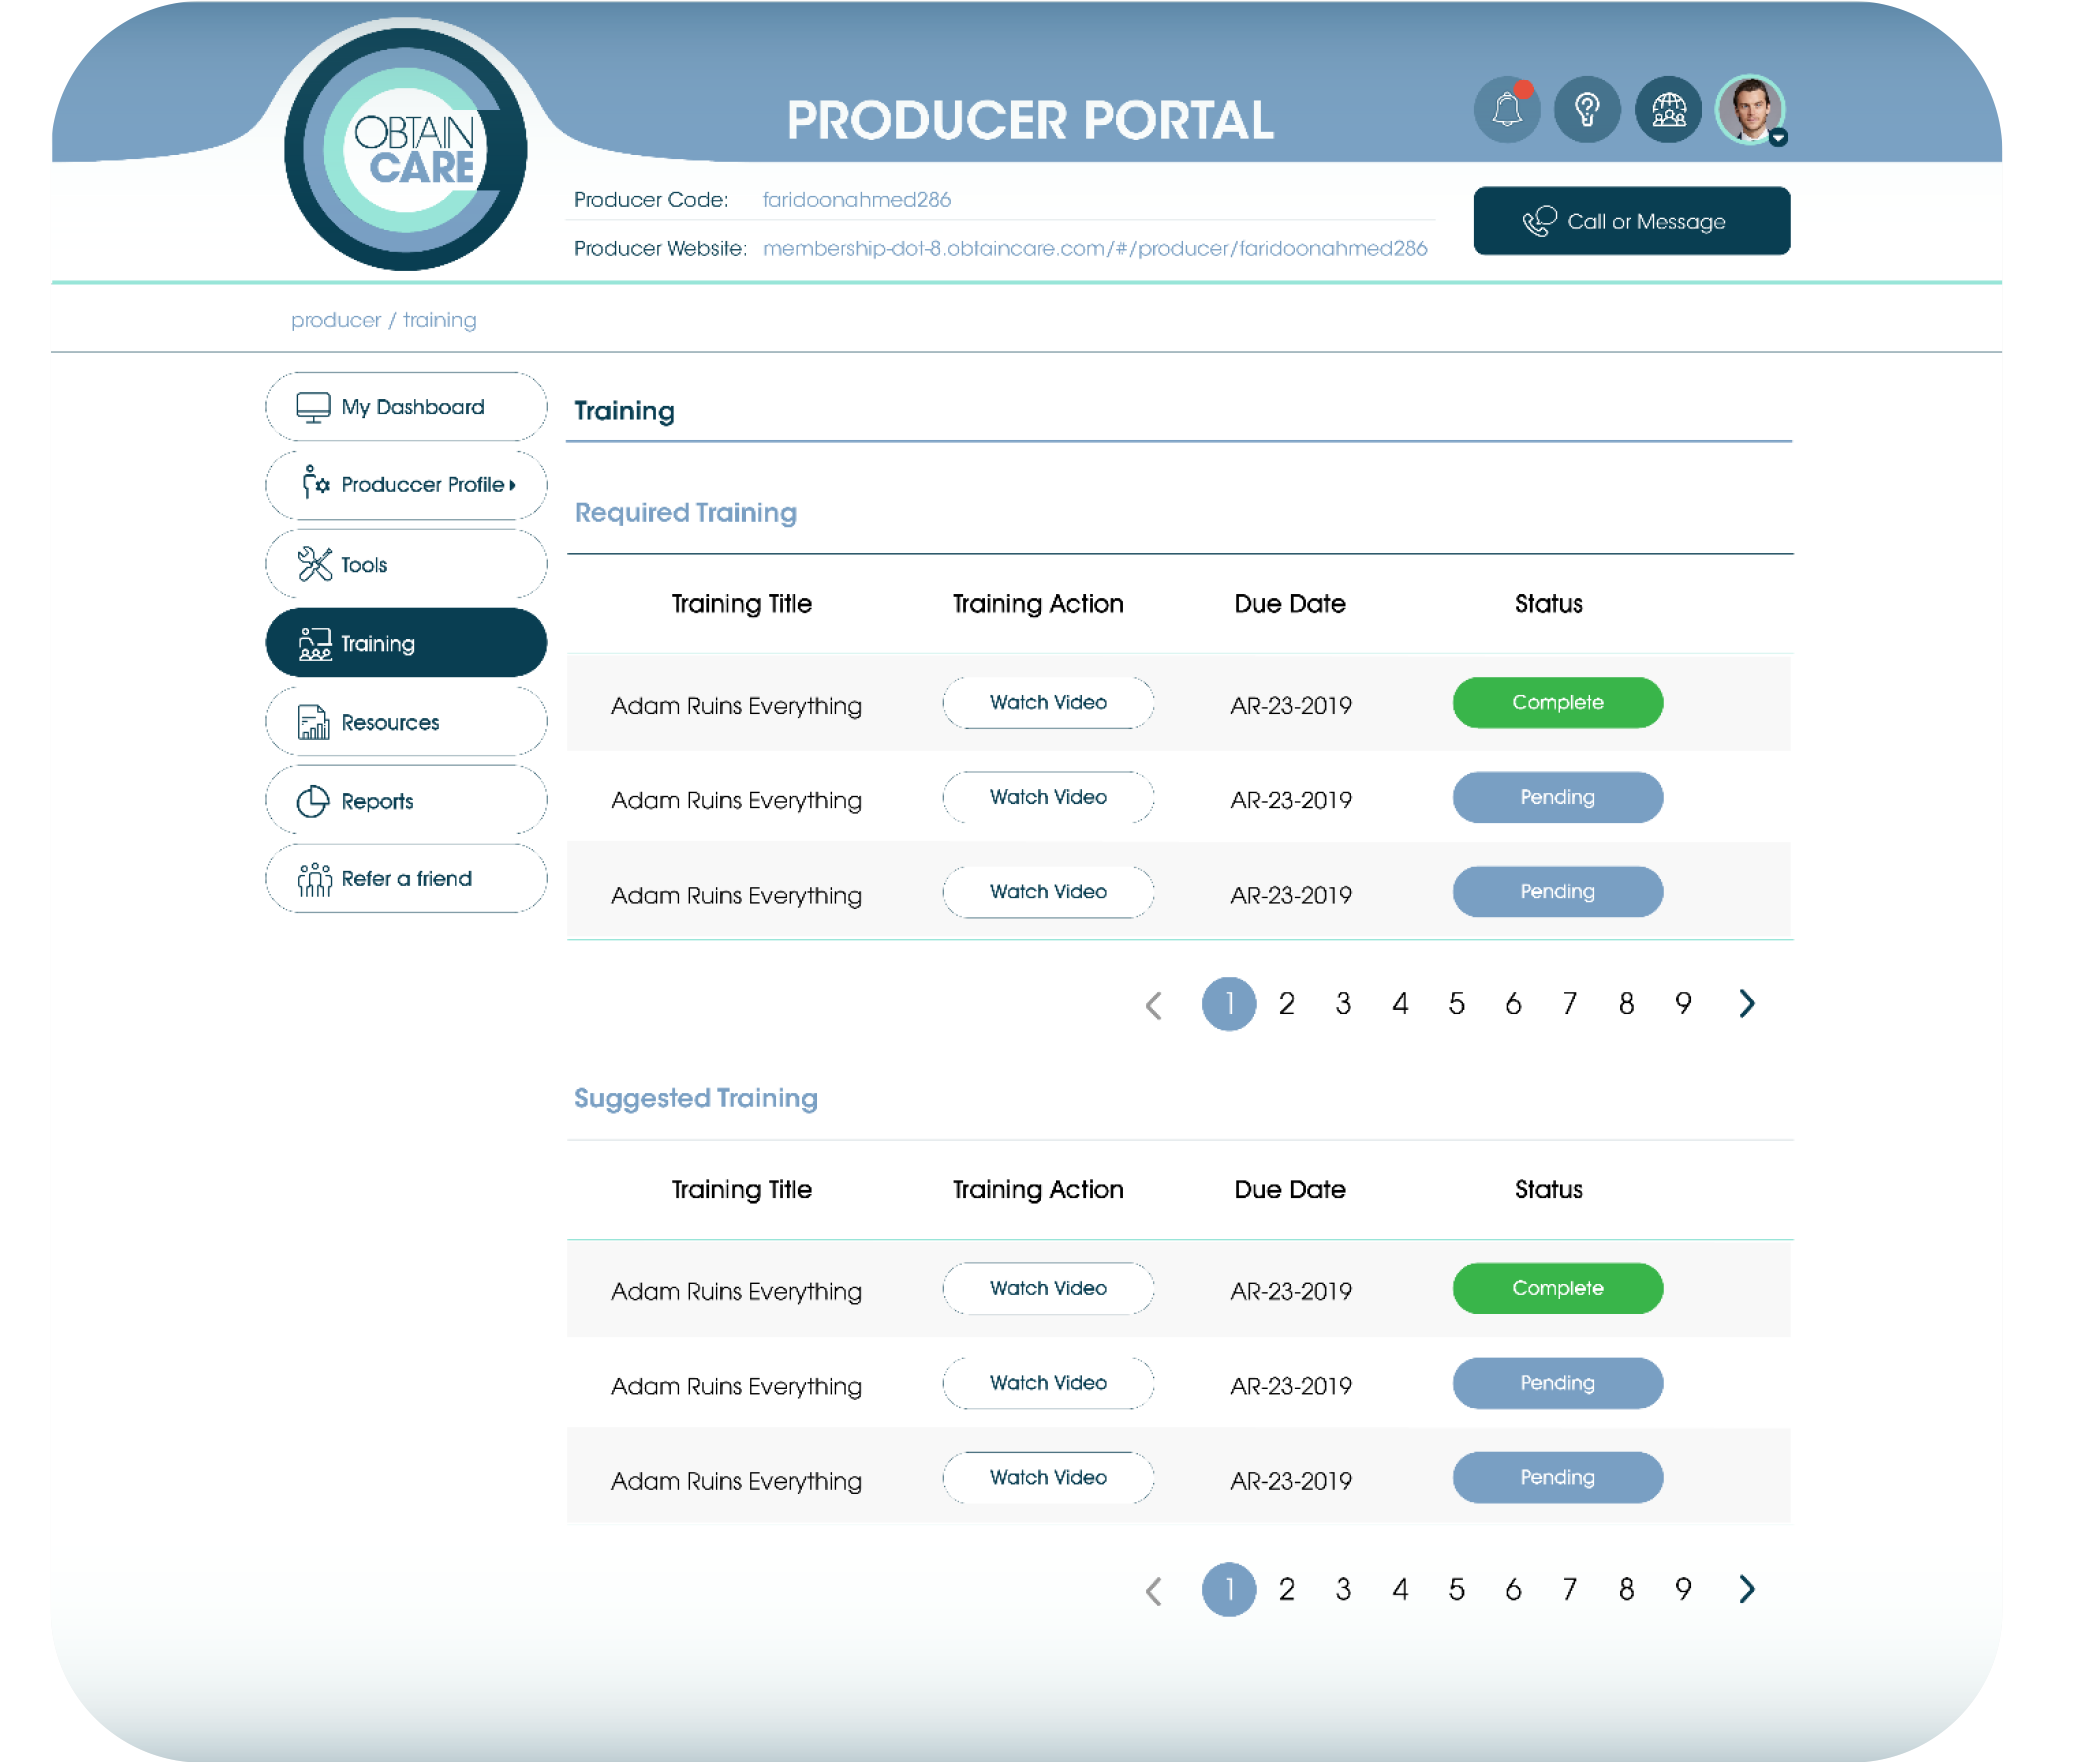 OBTAIN
CARE
PRODUCER PORTAL
Producer Code: faridoonahmed286
Producer Website: membership-dot-8.obtaincare.com/#/producer/faridoonahmed286
Call or Message
producer / training
My Dashboard
Produccer Profile
Tools
Training
Resources
Reports
Refer a friend
Training
Required Training
Training Title Training Action Due Date Status
Adam Ruins Everything Watch Video AR-23-2019 Complete
Adam Ruins Everything Watch Video AR-23-2019 Pending
Adam Ruins Everything Watch Video AR-23-2019 Pending
1 2 3 4 5 6 7 8 9
Suggested Training
Training Title Training Action Due Date Status
Adam Ruins Everything Watch Video AR-23-2019 Complete
Adam Ruins Everything Watch Video AR-23-2019 Pending
Adam Ruins Everything Watch Video AR-23-2019 Pending
1 2 3 4 5 6 7 8 9